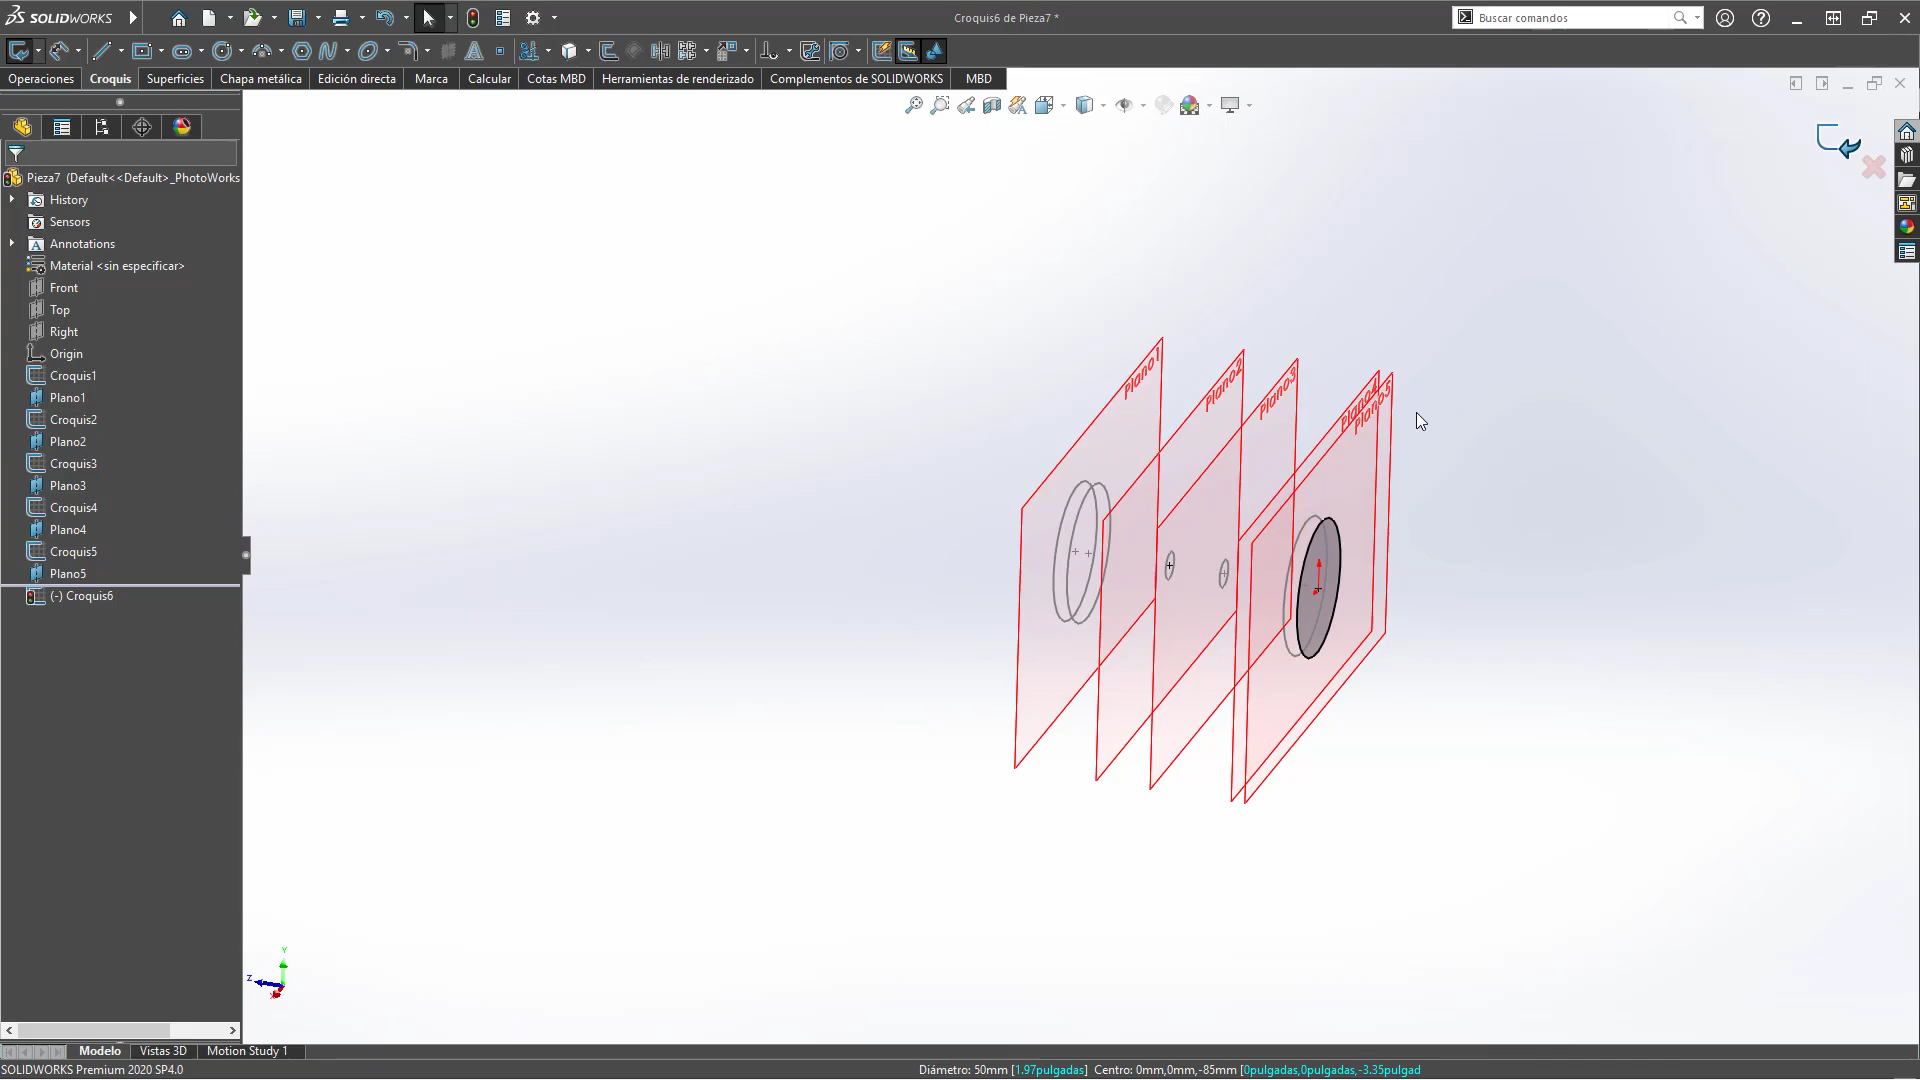 SOLIDWORKS
Croquis6 de Pieza7 *
Buscar comandos
Operaciones
Croquis
Superficies
Chapa metálica
Edición directa
Marca
Calcular
Cotas MBD
Herramientas de renderizado
Complementos de SOLIDWORKS
MBD
Pieza7 (Default<<Default>_PhotoWorks
History
Sensors
Annotations
Material <sin especificar>
Front
Top
Right
Origin
Croquis1
Plano1
Croquis2
Plano2
Croquis3
Plano3
Croquis4
Plano4
Croquis5
Plano5
(-) Croquis6
Plano1
Plano2
Plano3
Plano4
Plano5
Y
Z
X
Modelo
Vistas 3D
Motion Study 1
SOLIDWORKS Premium 2020 SP4.0
Diámetro: 50mm [1.97pulgadas] Centro: 0mm,0mm,-85mm [0pulgadas,0pulgadas,-3.35pulgad